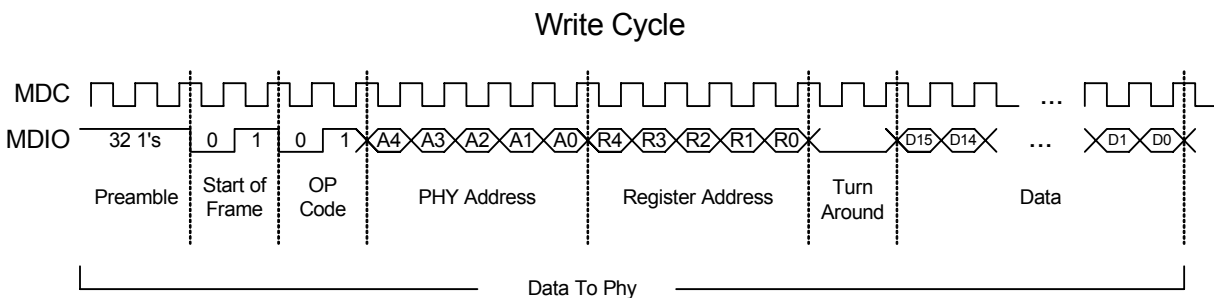 Write Cycle
MDC
...
MDIO 32 1's 0 1 0 1 A4 A3 A2 A1 A0 R4 R3 R2 R1 R0 D15 D14 ... D1 D0
Preamble Start of Frame OP Code PHY Address Register Address Turn Around Data
Data To Phy